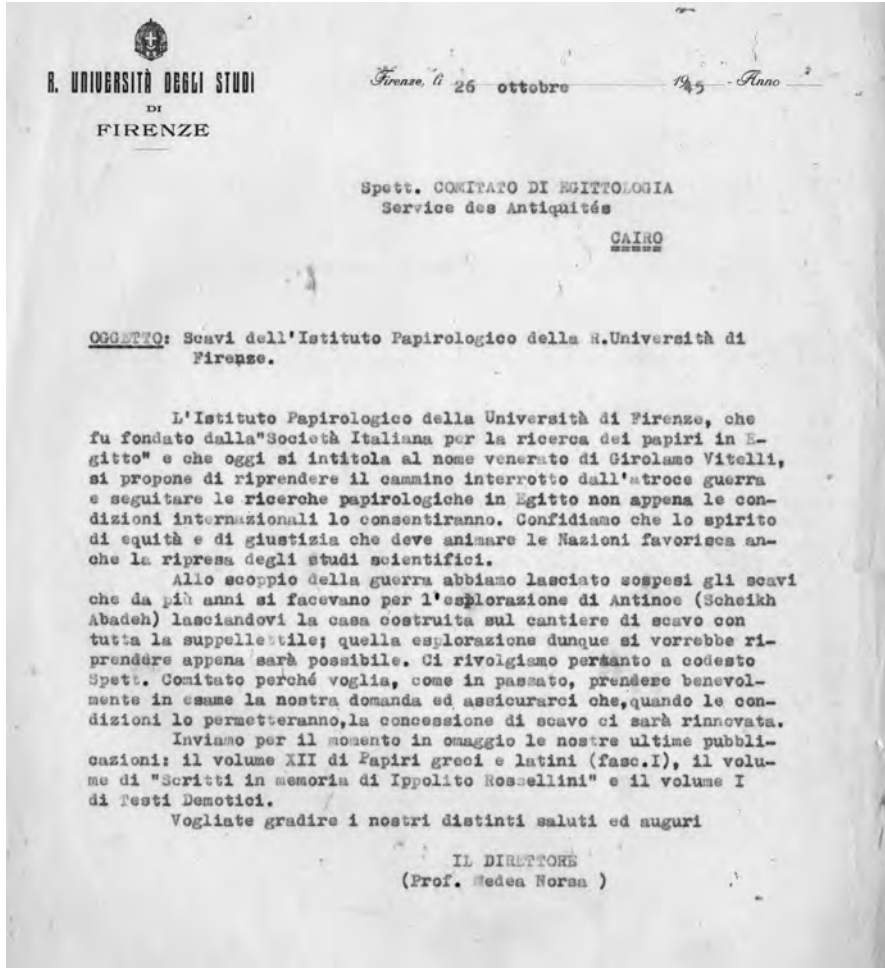 R. UNIVERSITÀ DEGLI STUDI
DI
FIRENZE
Firenze, li 26 ottobre 1945 - Anno
Spett. COMITATO DI EGITTOLOGIA
Service des Antiquités
CAIRO
OGGETTO: Scavi dell'Istituto Papirologico della R.Università di
Firenze.
L'Istituto Papirologico della Università di Firenze, che
fu fondato dalla"Società Italiana per la ricerca dei papiri in E-
gitto" e che oggi si intitola al nome venerato di Girolamo Vitelli,
si propone di riprendere il cammino interrotto dall'atroce guerra
e seguitare le ricerche papirologiche in Egitto non appena le con-
dizioni internazionali lo consentiranno. Confidiamo che lo spirito
di equità e di giustizia che deve animare le Nazioni favorisca an-
che la ripresa degli studi scientifici.
Allo scoppio della guerra abbiamo lasciato sospesi gli scavi
che da più anni si facevano per l'esplorazione di Antinoe (Scheikh
Abadeh) lasciandovi la casa costruita sul cantiere di scavo con
tutta la suppellettile; quella esplorazione dunque si vorrebbe ri-
prendere appena sarà possibile. Ci rivolgiamo pertanto a codesto
Spett. Comitato perché voglia, come in passato, prendere benevol-
mente in esame la nostra domanda ed assicurarci che,quando le con-
dizioni lo permetteranno,la concessione di scavo ci sarà rinnovata.
Inviamo per il momento in omaggio le nostre ultime pubbli-
cazioni: il volume XII di Papiri greci e latini (fasc.I), il volu-
me di "Scritti in memoria di Ippolito Rosellini" e il volume I
di Testi Demotici.
Vogliate gradire i nostri distinti saluti ed auguri
IL DIRETTORE
(Prof. Medea Norsa )